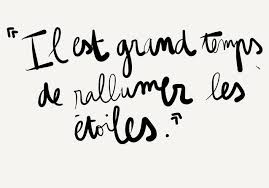 "Il est grand temps
de rallumer les
étoiles."